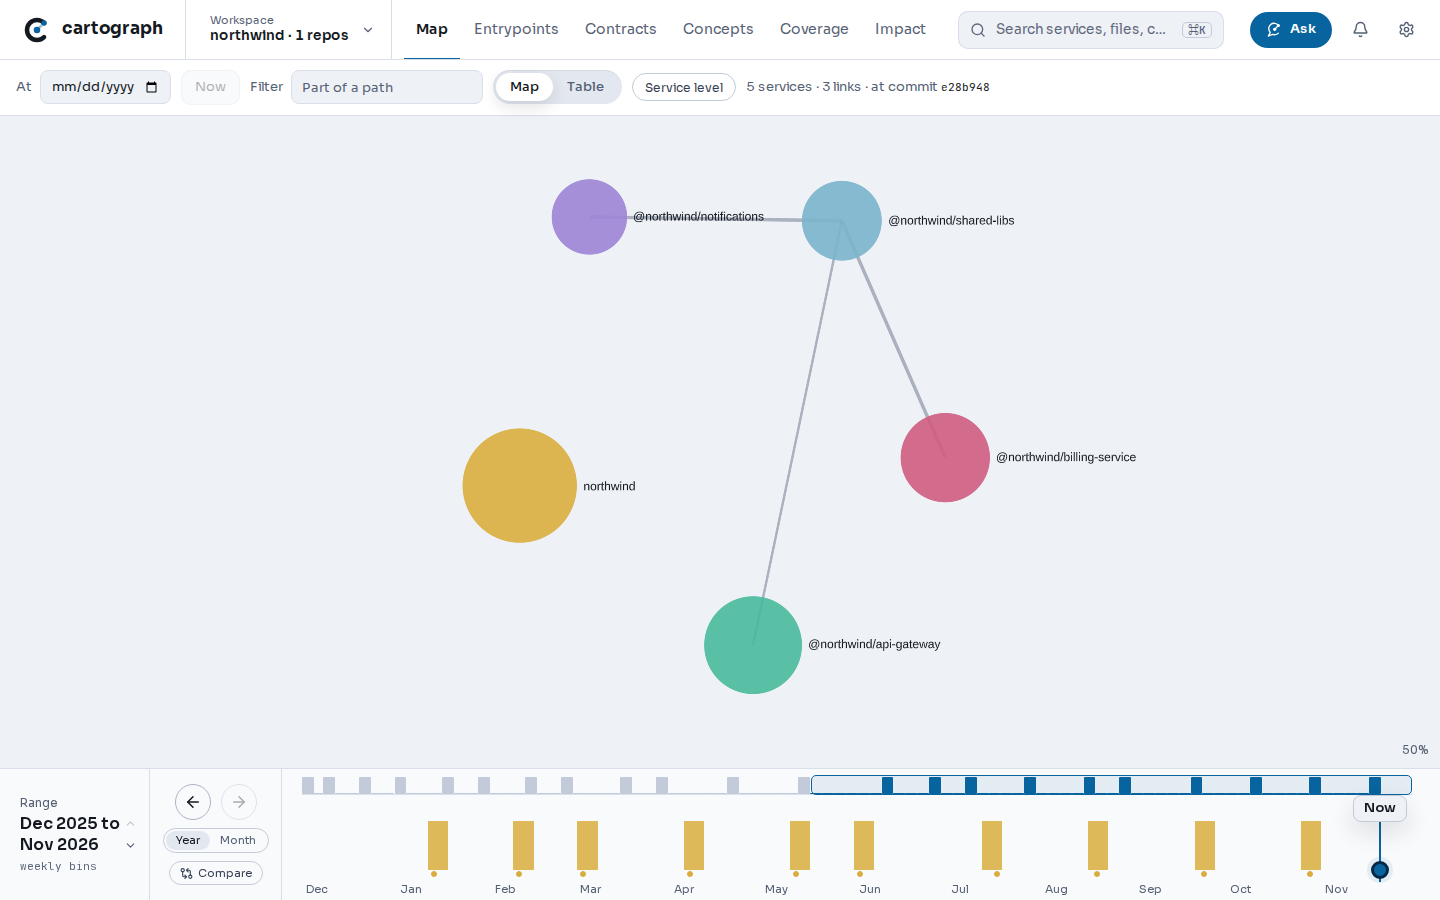 cartograph
Workspace
northwind · 1 repos
Map
Entrypoints
Contracts
Concepts
Coverage
Impact
Search services, files, c...
⌘K
Ask
At
mm/dd/yyyy
Now
Filter
Part of a path
Map
Table
Service level
5 services · 3 links · at commit e28b948
@northwind/notifications
@northwind/shared-libs
@northwind/billing-service
northwind
@northwind/api-gateway
50%
Range
Dec 2025 to
Nov 2026
weekly bins
Year
Month
Compare
Now
Dec
Jan
Feb
Mar
Apr
May
Jun
Jul
Aug
Sep
Oct
Nov